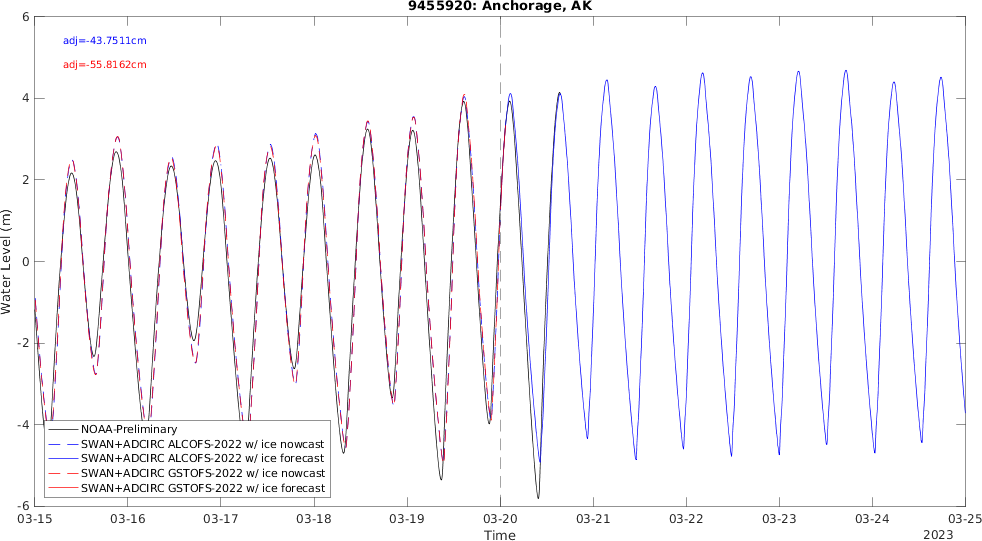 9455920: Anchorage, AK
adj=-43.7511cm
adj=-55.8162cm
6
4
2
0
-2
-4
-6
Water Level (m)
NOAA-Preliminary
SWAN+ADCIRC ALCOFS-2022 w/ ice nowcast
SWAN+ADCIRC ALCOFS-2022 w/ ice forecast
SWAN+ADCIRC GSTOFS-2022 w/ ice nowcast
SWAN+ADCIRC GSTOFS-2022 w/ ice forecast
03-15 03-16 03-17 03-18 03-19 03-20 03-21 03-22 03-23 03-24 03-25
Time
2023